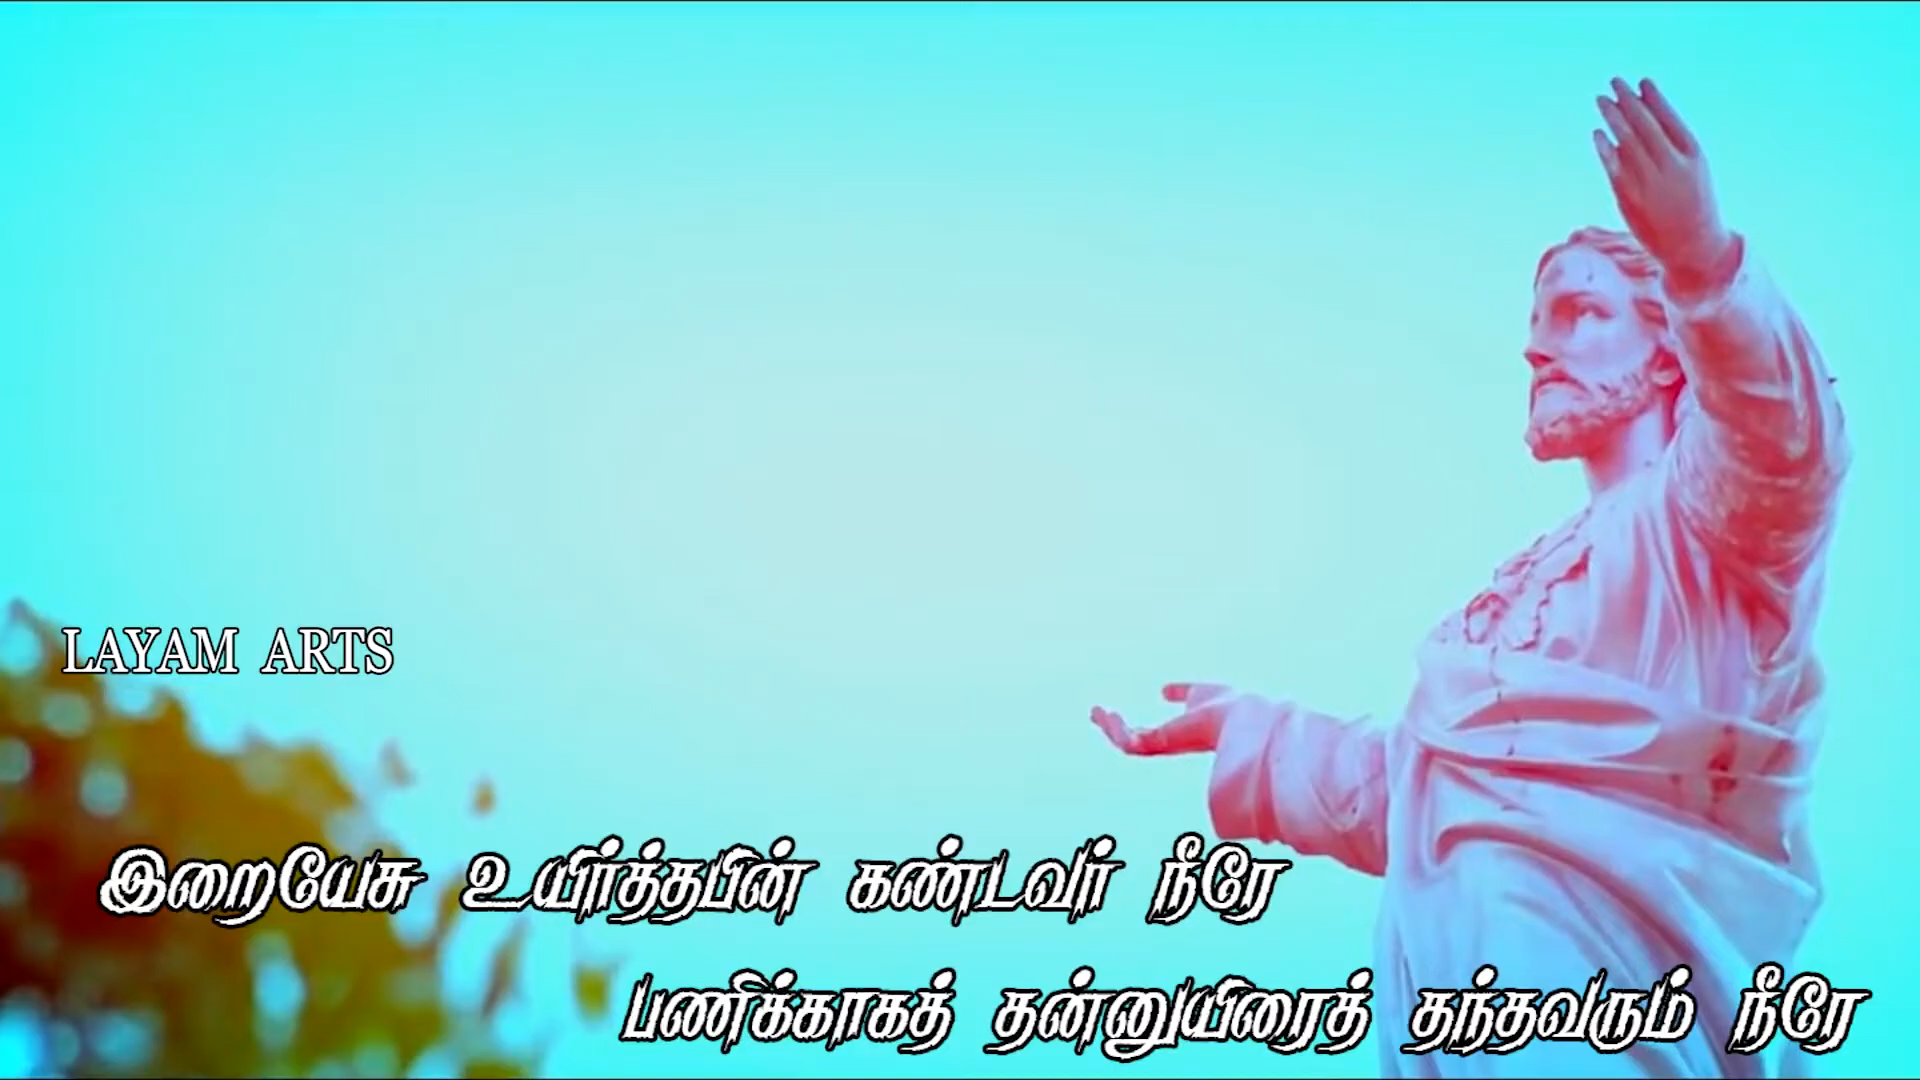 LAYAM ARTS
இறையேசு உயிர்த்தபின் கண்டவர் நீரே
பணிக்காகத் தன்னுயிரைத் தந்தவரும் நீரே